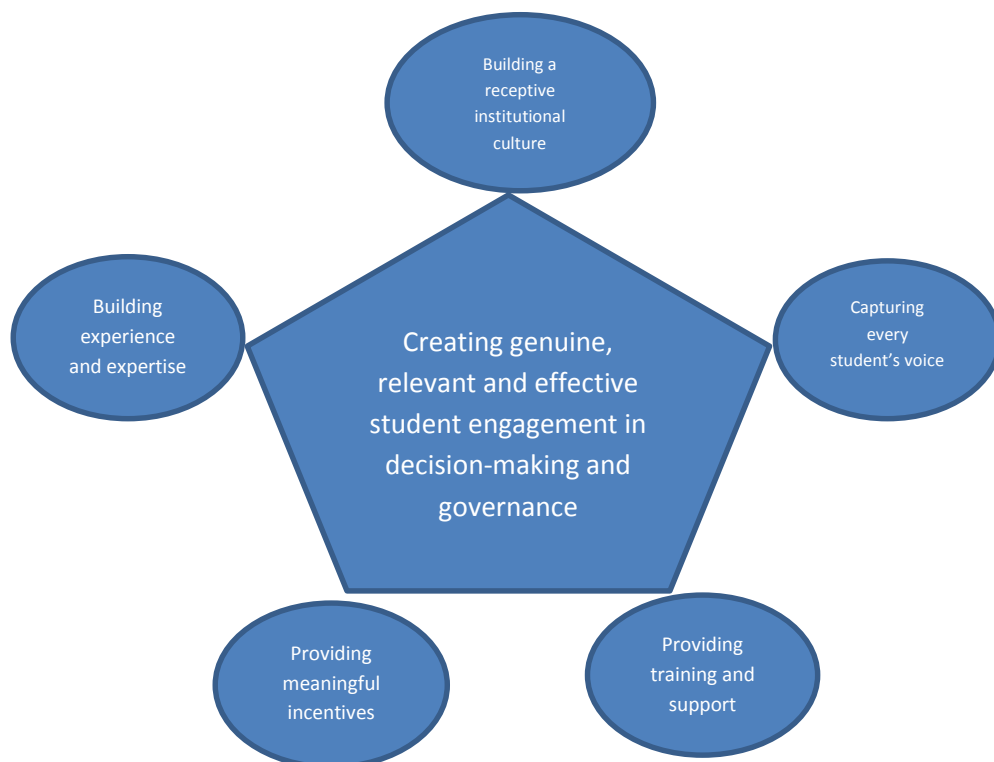 Building a
receptive
institutional
culture
Building
experience
and expertise
Capturing
every
student’s voice
Creating genuine,
relevant and effective
student engagement in
decision-making and
governance
Providing
meaningful
incentives
Providing
training and
support